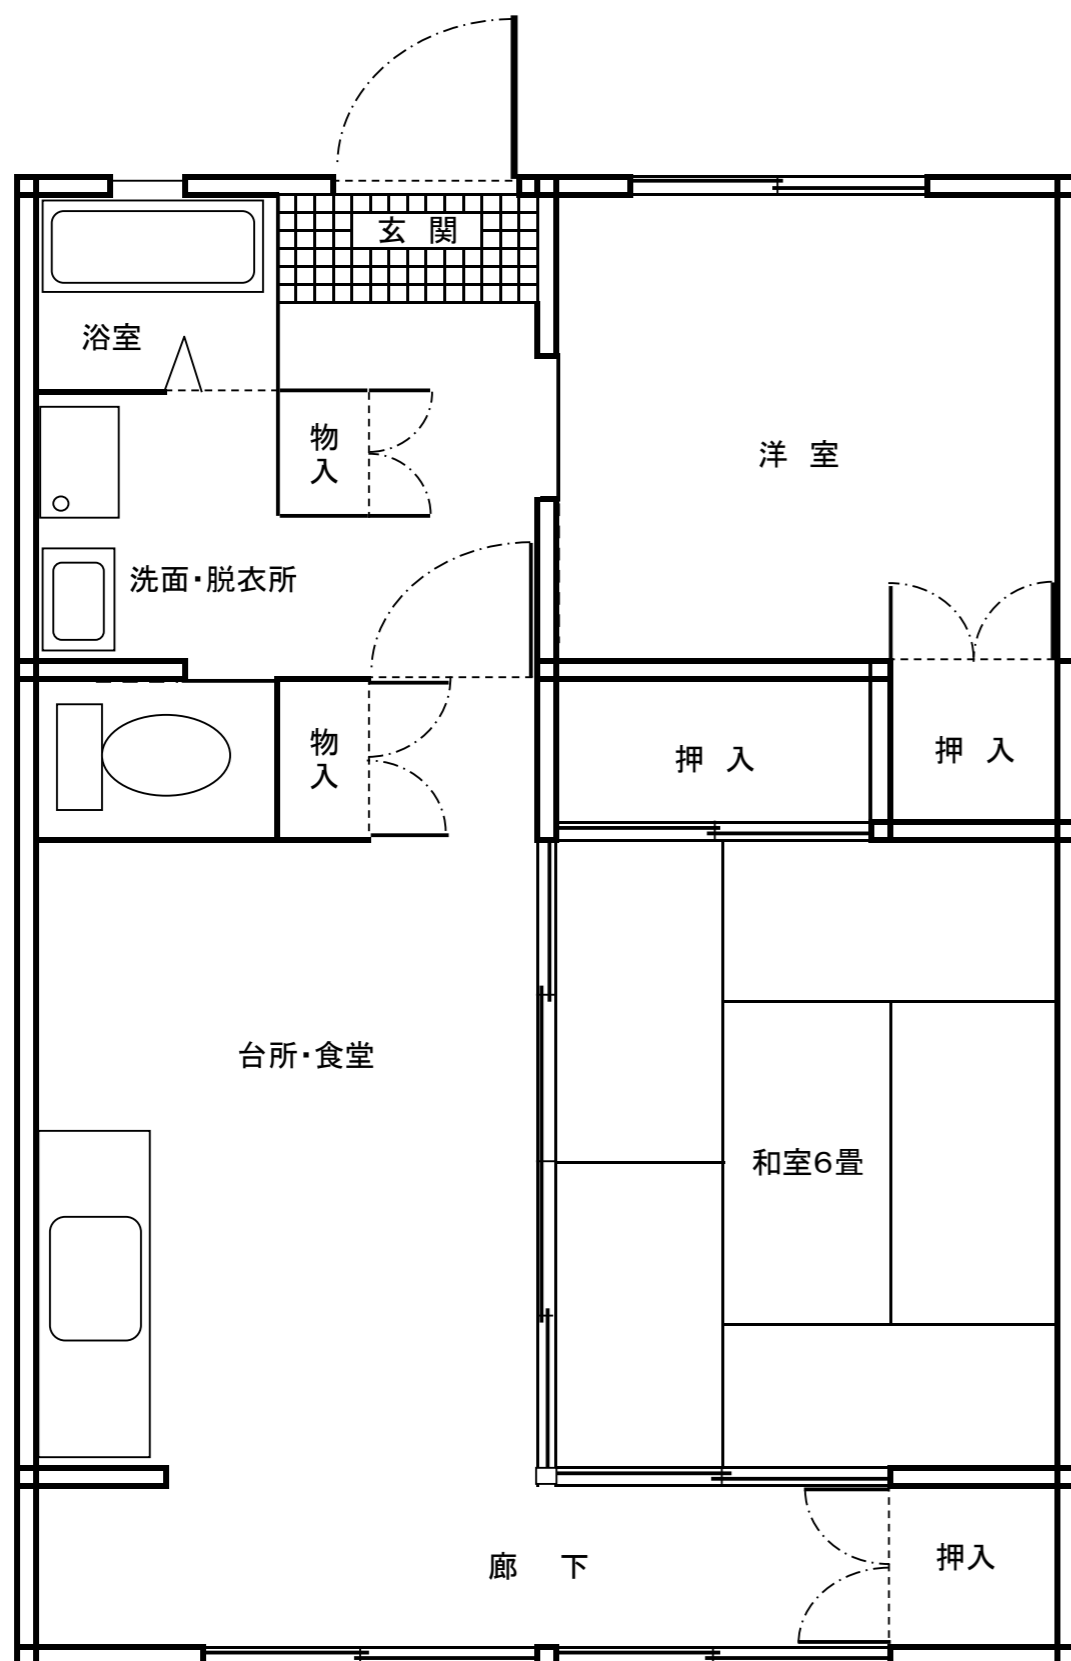 玄 関
浴室
物入
洋 室
洗面・脱衣所
物入
押 入
押 入
台所・食堂
和室６畳
廊 下
押入